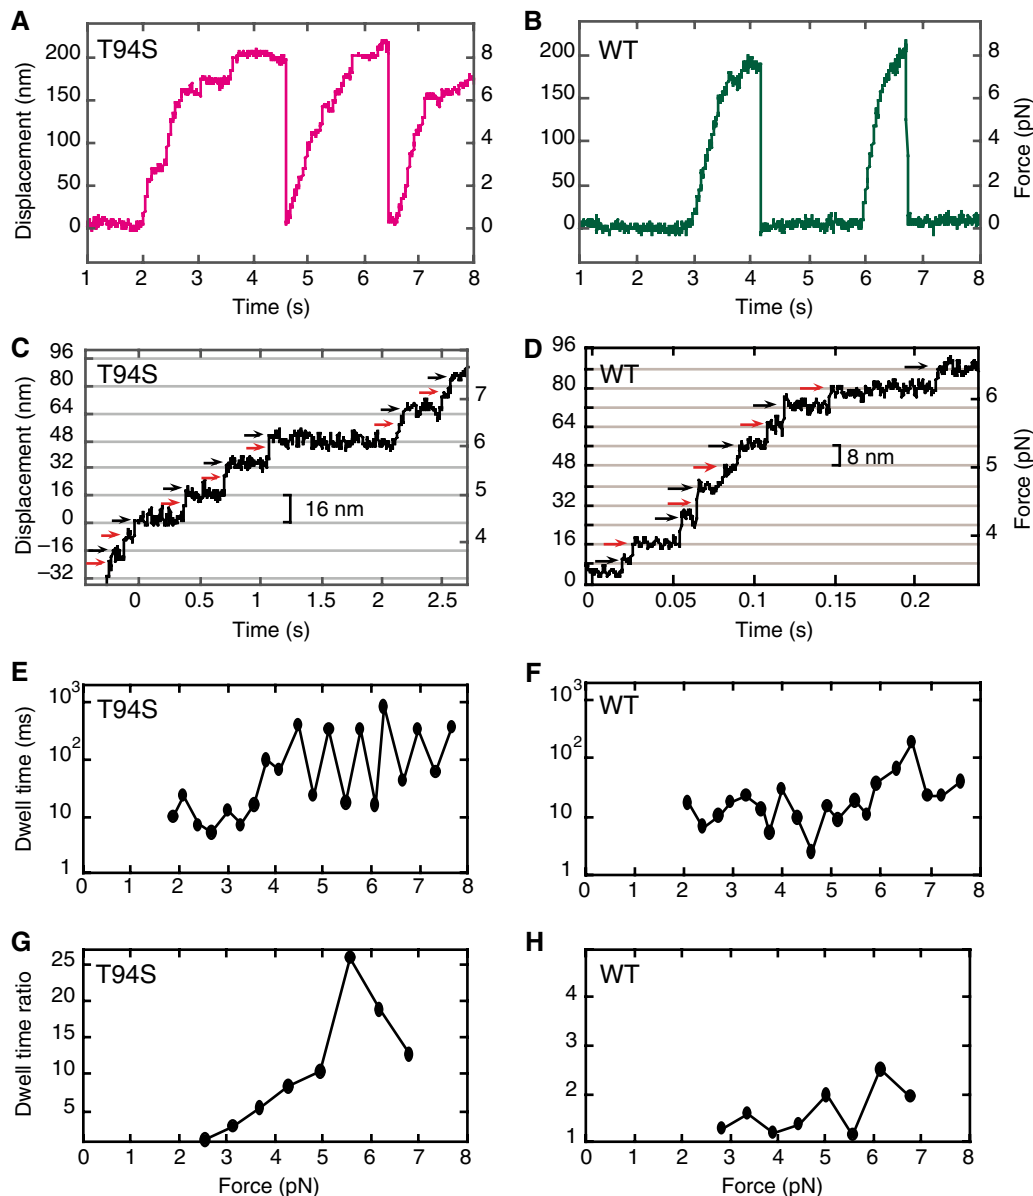 A
T94S
Displacement (nm)
200
150
100
50
0
8
6
4
2
0
1 2 3 4 5 6 7 8
Time (s)
B
WT
200
150
100
50
0
8
6
4
2
0
Force (pN)
1 2 3 4 5 6 7 8
Time (s)
C
T94S
Displacement (nm)
96
80
64
48
32
16
0
−16
−32
7
6
5
4
16 nm
0 0.5 1 1.5 2 2.5
Time (s)
D
WT
96
80
64
48
32
16
0
6
5
4
Force (pN)
8 nm
0 0.05 0.1 0.15 0.2
Time (s)
E
T94S
Dwell time (ms)
10³
10²
10
1
0 1 2 3 4 5 6 7 8
F
WT
10³
10²
10
1
0 1 2 3 4 5 6 7 8
G
T94S
Dwell time ratio
25
20
15
10
5
0 1 2 3 4 5 6 7 8
Force (pN)
H
WT
4
3
2
1
0 1 2 3 4 5 6 7 8
Force (pN)